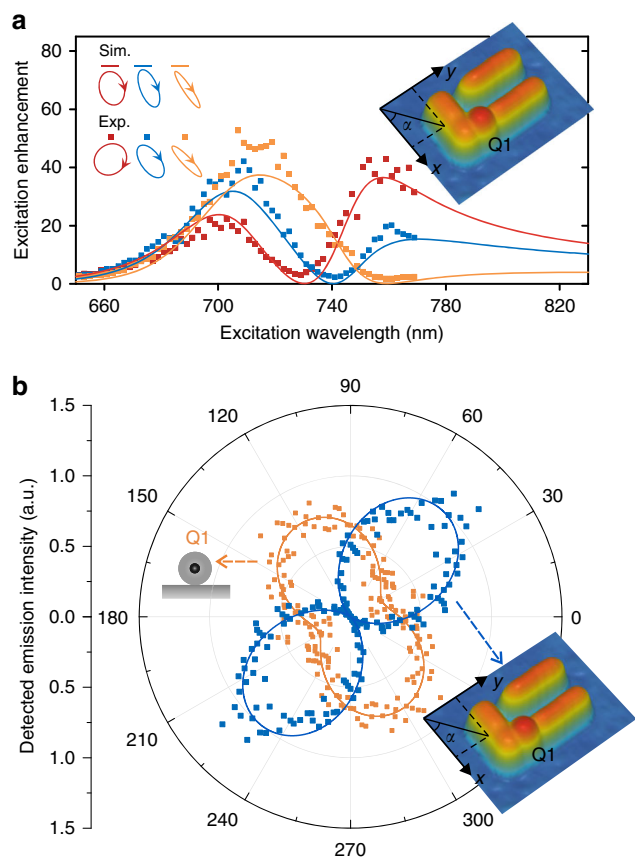 a
Sim.
Exp.
Excitation enhancement
80
60
40
20
0
660
700
740
780
820
Excitation wavelength (nm)
y
α
x
Q1
b
Detected emission intensity (a.u.)
1.5
1.0
0.5
0.0
0.5
1.0
1.5
90
120
60
150
30
180
0
210
240
300
270
Q1
y
α
x
Q1